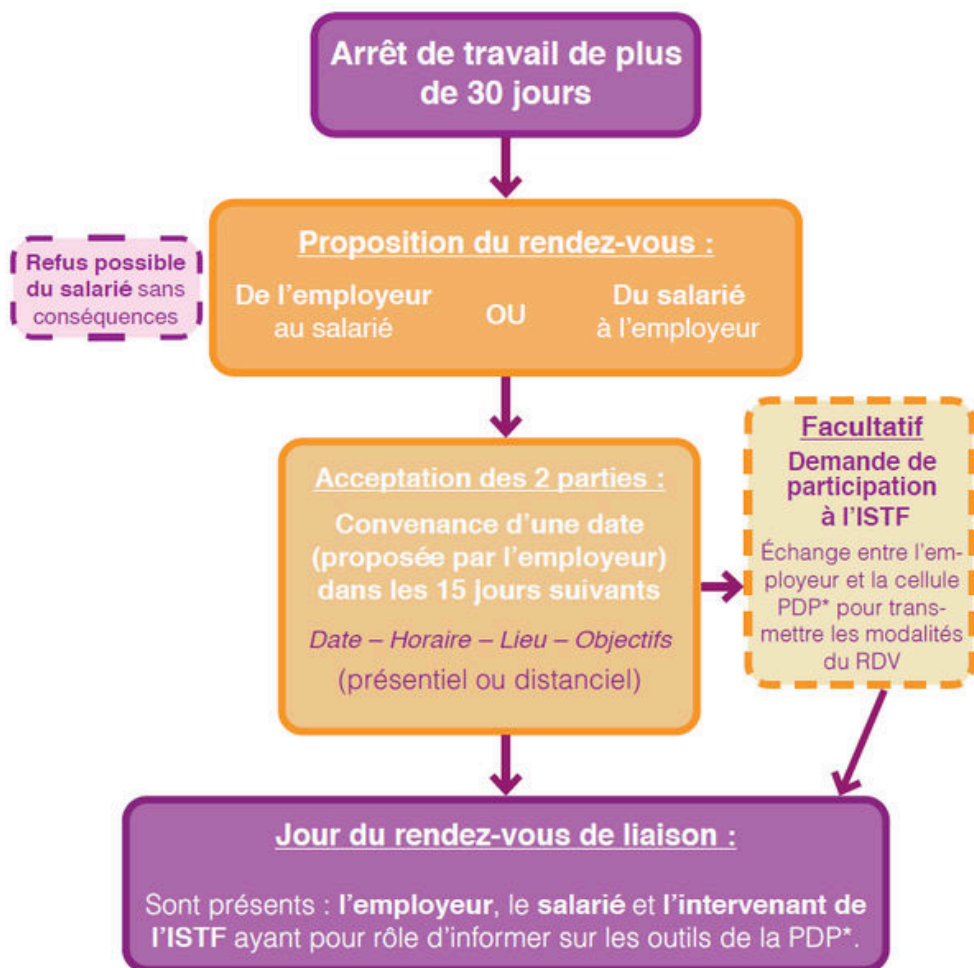 Arrêt de travail de plus
de 30 jours
Refus possible
du salarié sans
conséquences
Proposition du rendez-vous :
De l'employeur
au salarié
OU
Du salarié
à l'employeur
Acceptation des 2 parties :
Convenance d'une date
(proposée par l'employeur)
dans les 15 jours suivants
Date – Horaire – Lieu – Objectifs
(présentiel ou distanciel)
Facultatif
Demande de
participation
à l'ISTF
Échange entre l'em-
ployeur et la cellule
PDP* pour trans-
mettre les modalités
du RDV
Jour du rendez-vous de liaison :
Sont présents : l'employeur, le salarié et l'intervenant de
l'ISTF ayant pour rôle d'informer sur les outils de la PDP*.